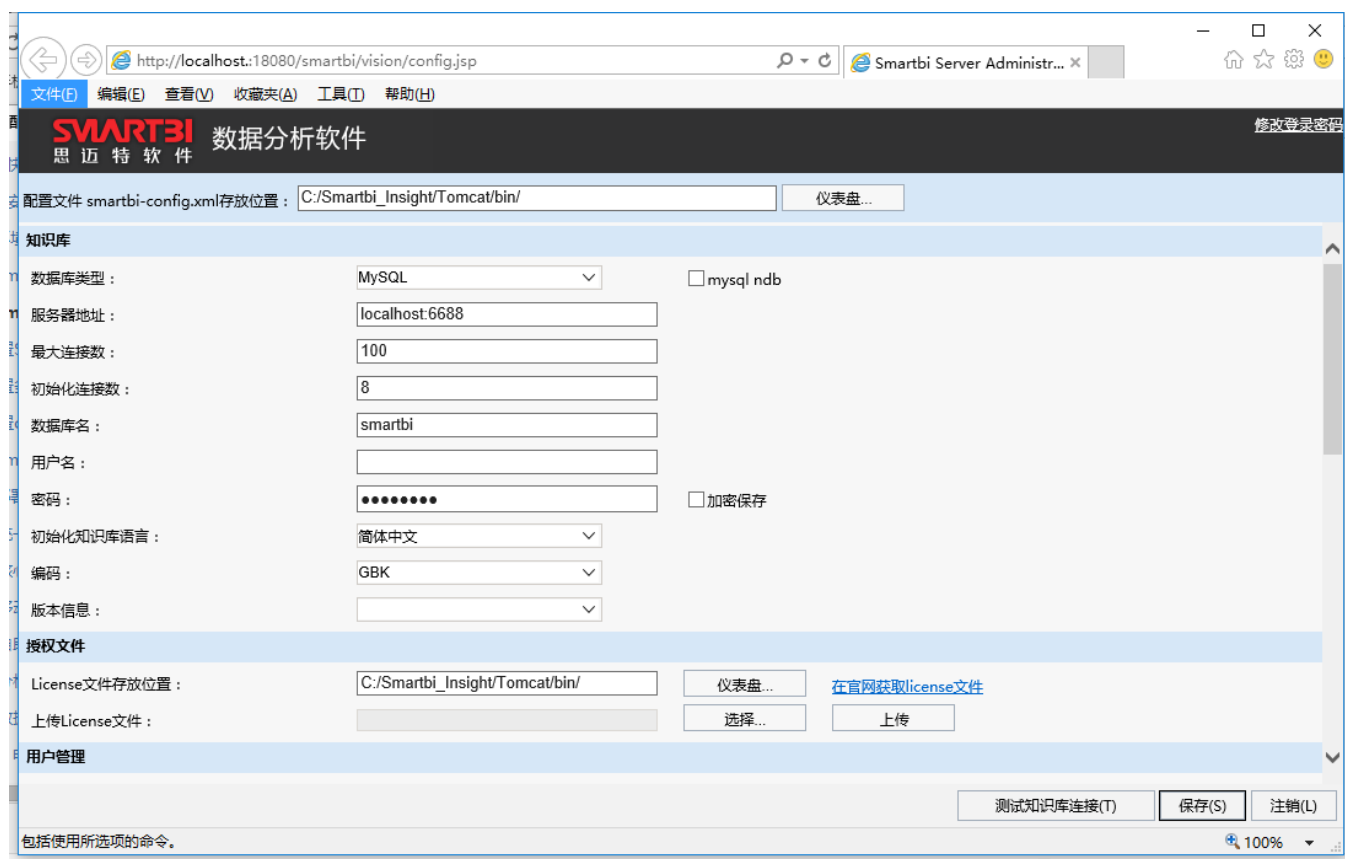 http://localhost.:18080/smartbi/vision/config.jsp
Smartbi Server Administr...
文件(F) 编辑(E) 查看(V) 收藏夹(A) 工具(T) 帮助(H)
SMARTBI 数据分析软件
思迈特软件
修改登录密码
配置文件 smartbi-config.xml存放位置： C:/Smartbi_Insight/Tomcat/bin/ 仪表盘...
知识库
数据库类型： MySQL mysql ndb
服务器地址： localhost:6688
最大连接数： 100
初始化连接数： 8
数据库名： smartbi
用户名：
密码： ●●●●●●●● 加密保存
初始化知识库语言： 简体中文
编码： GBK
版本信息：
授权文件
License文件存放位置： C:/Smartbi_Insight/Tomcat/bin/ 仪表盘... 在官网获取license文件
上传License文件： 选择... 上传
用户管理
测试知识库连接(T) 保存(S) 注销(L)
包括使用所选项的命令。 100%